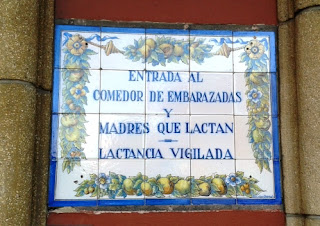 ENTRADA AL
COMEDOR DE EMBARAZADAS
Y
MADRES QUE LACTAN
LACTANCIA VIGILADA